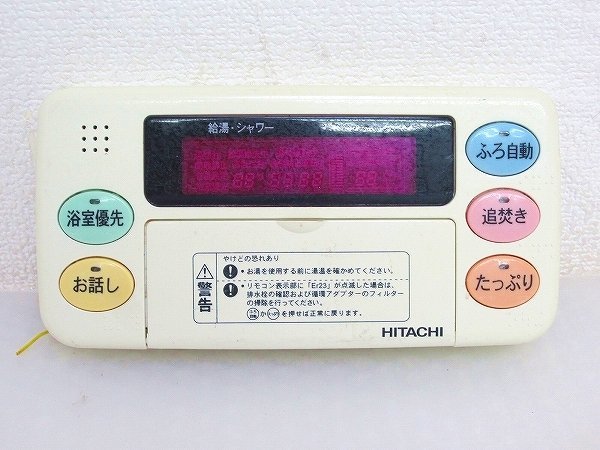 給湯・シャワー
ふろ自動
浴室優先
追焚き
お話し
たっぷり
やけどの恐れあり
警告
・お湯を使用する前に湯温を確かめてください。
・リモコン表示部に「Er23」が点滅した場合は、
排水栓の確認および循環アダプターのフィルター
の掃除を行ってください。
か を押せば正常に戻ります。
HITACHI